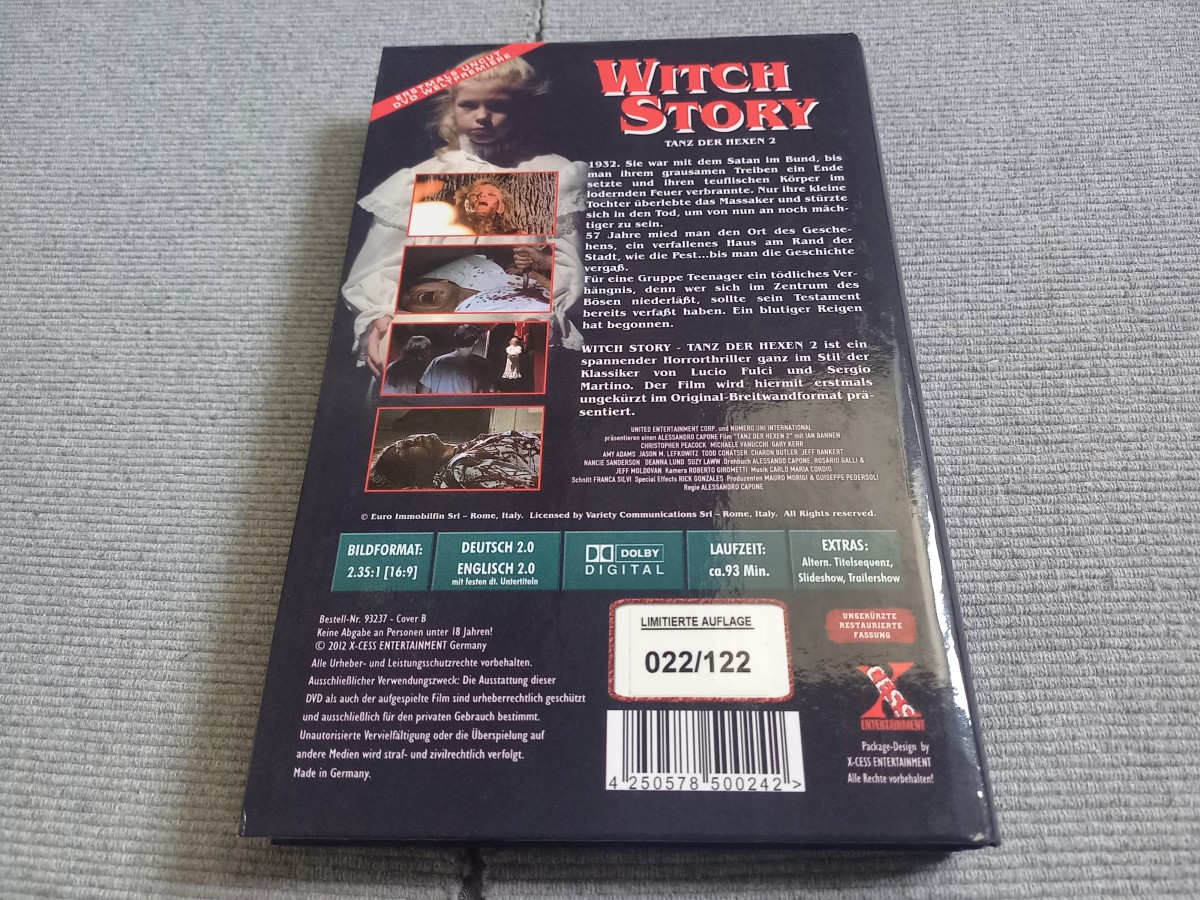 ERSTMALS UNCUT
DVD-WELTPREMIERE
WITCH
STORY
TANZ DER HEXEN 2
1932. Sie war mit dem Satan im Bund, bis
man ihrem grausamen Treiben ein Ende
setzte und ihren teuflischen Körper im
lodernden Feuer verbrannte. Nur ihre kleine
Tochter überlebte das Massaker und stürzte
sich in den Tod, um von nun an noch mäch-
tiger zu sein.
57 Jahre mied man den Ort des Gesche-
hens, ein verfallenes Haus am Rand der
Stadt, wie die Pest...bis man die Geschichte
vergaß.
Für eine Gruppe Teenager ein tödliches Ver-
hängnis, denn wer sich im Zentrum des
Bösen niederläßt, sollte sein Testament
bereits verfaßt haben. Ein blutiger Reigen
hat begonnen.
WITCH STORY - TANZ DER HEXEN 2 ist ein
spannender Horrorthriller ganz im Stil der
Klassiker von Lucio Fulci und Sergio
Martino. Der Film wird hiermit erstmals
ungekürzt im Original-Breitwandformat prä-
sentiert.
UNITED ENTERTAINMENT CORP. und NUMERO UNI INTERNATIONAL
präsentieren einen ALESSANDRO CAPONE Film "TANZ DER HEXEN 2" mit IAN BANNEN
CHRISTOPHER PEACOCK MICHAELE VANUCCHI GARY KERR
AMY ADAMS JASON M. LEFKOWITZ TODD CONATSER CHARON BUTLER JEFF BANKERT
NANCIE SANDERSON DEANNA LUND SUZY LAWW Drehbuch ALESSANDO CAPONE, ROSARIO GALLI &
JEFF MOLDOVAN Kamera ROBERTO GIROMETTI Musik CARLO MARIA CORDIO
Schnitt FRANCA SILVI Special Effects RICK GONZALES Produzenten MAURO MORIGI & GUISEPPE PEDERSOLI
Regie ALESSANDRO CAPONE
© Euro Immobilfin Srl – Rome, Italy. Licensed by Variety Communications Srl – Rome, Italy. All Rights reserved.
BILDFORMAT:
2.35:1 [16:9]
DEUTSCH 2.0
ENGLISCH 2.0
mit festen dt. Untertiteln
DOLBY
DIGITAL
LAUFZEIT:
ca.93 Min.
EXTRAS:
Altern. Titelsequenz,
Slideshow, Trailershow
Bestell-Nr. 93237 - Cover B
Keine Abgabe an Personen unter 18 Jahren!
© 2012 X-CESS ENTERTAINMENT Germany
Alle Urheber- und Leistungsschutzrechte vorbehalten.
Ausschließlicher Verwendungszweck: Die Ausstattung dieser
DVD als auch der aufgespielte Film sind urheberrechtlich geschützt
und ausschließlich für den privaten Gebrauch bestimmt.
Unautorisierte Vervielfältigung oder die Überspielung auf
andere Medien wird straf- und zivilrechtlich verfolgt.
Made in Germany.
LIMITIERTE AUFLAGE
022/122
4 250578 500242 >
UNGEKÜRZTE
RESTAURIERTE
FASSUNG
X CESS
ENTERTAINMENT
Package-Design by
X-CESS ENTERTAINMENT
Alle Rechte vorbehalten!